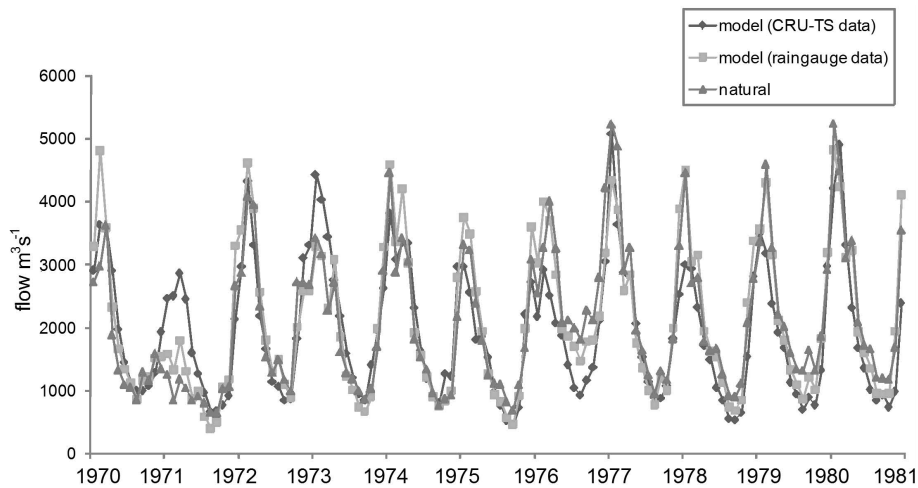 model (CRU-TS data)
model (raingauge data)
natural
6000
5000
4000
3000
2000
1000
0
flow m³s⁻¹
1970 1971 1972 1973 1974 1975 1976 1977 1978 1979 1980 1981